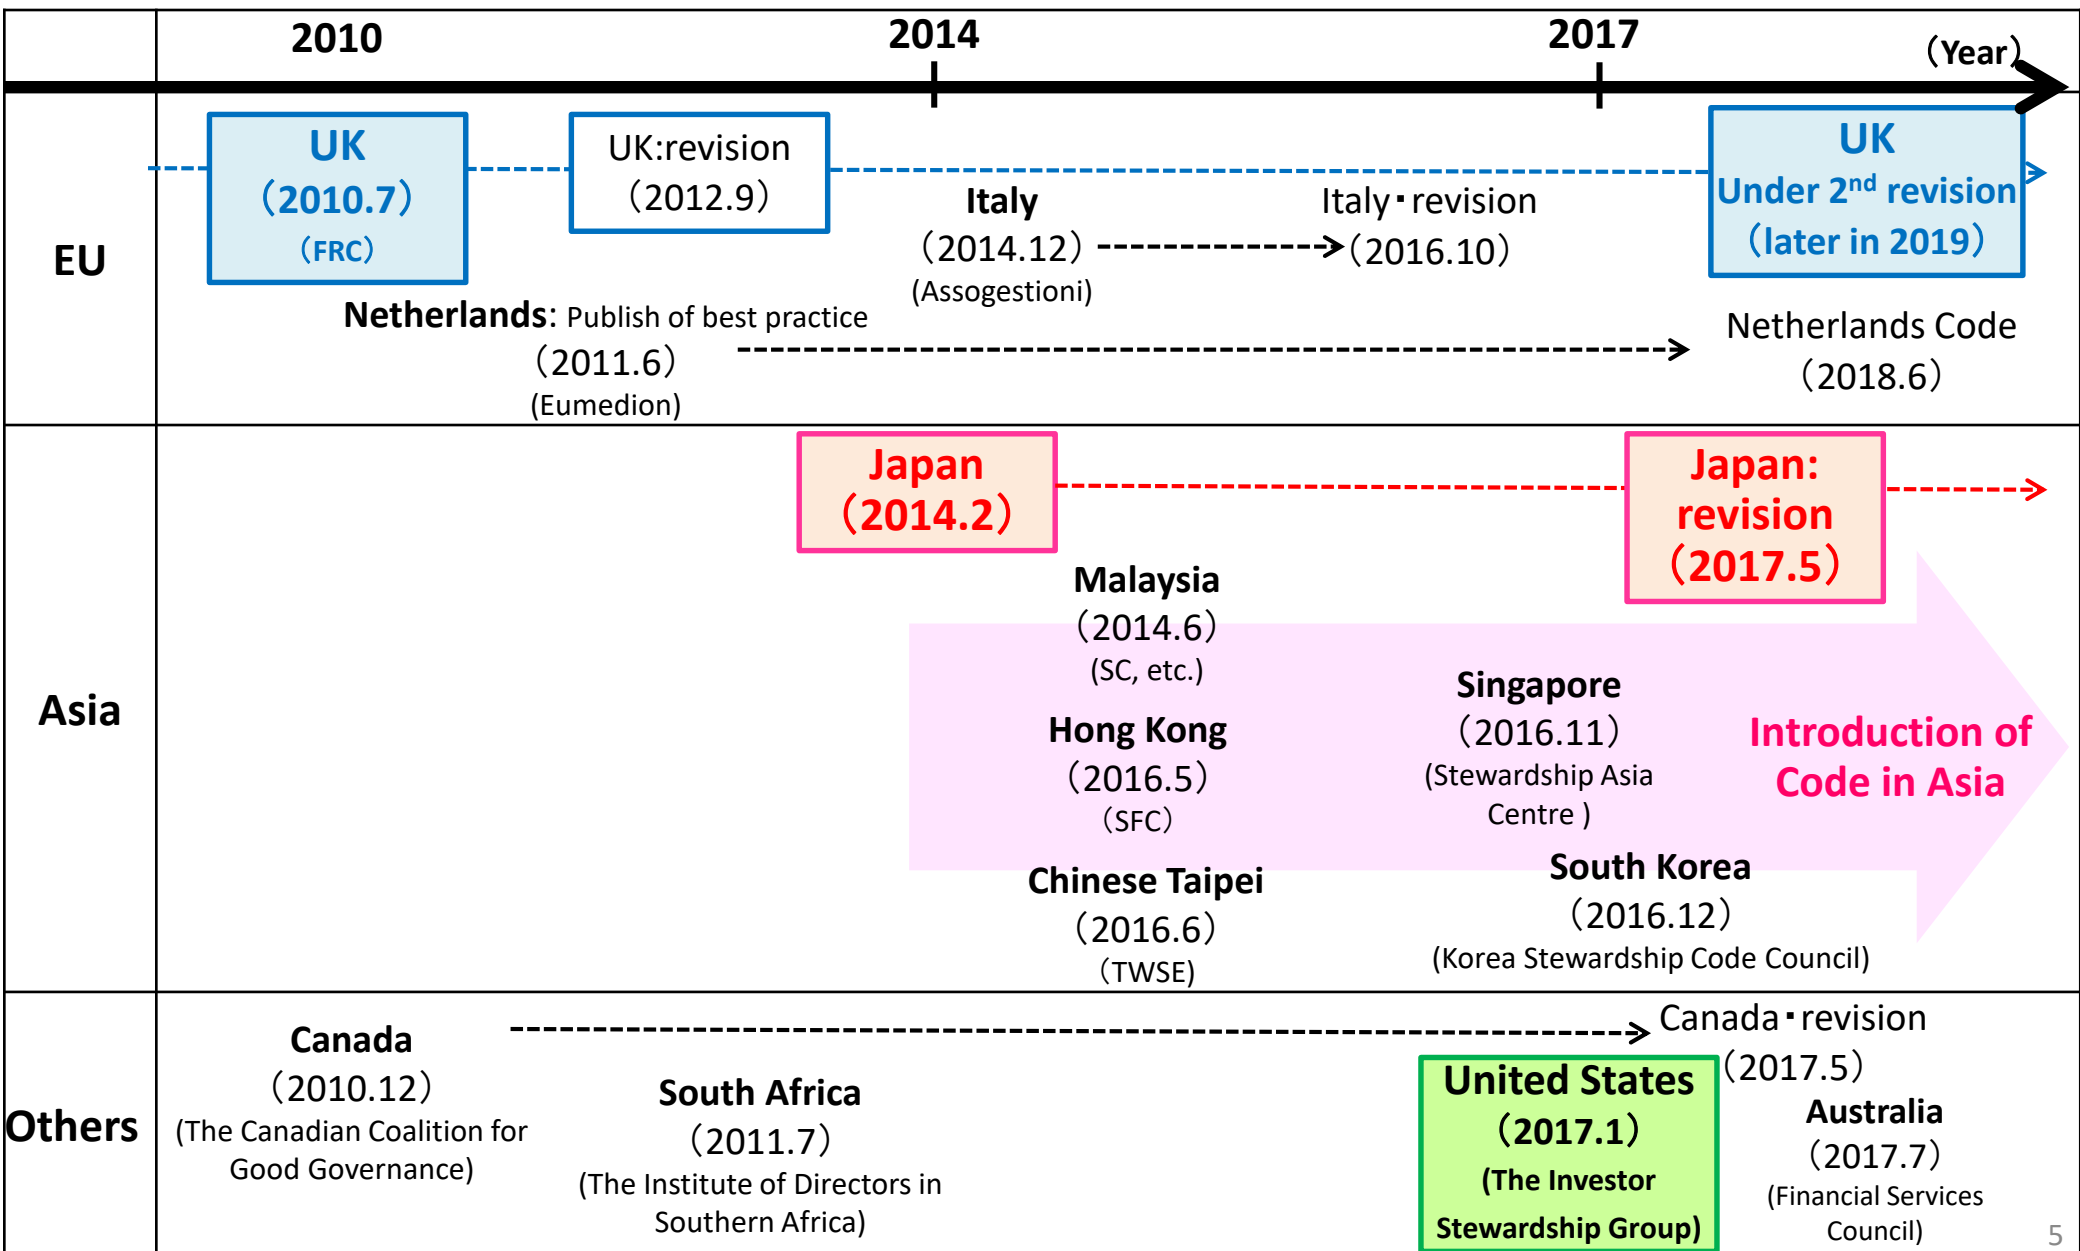 2010
2014
2017
（Year）
EU
UK
（2010.7）
（FRC）
UK:revision
（2012.9）
Italy
（2014.12）
(Assogestioni)
Italy・revision
（2016.10）
UK
Under 2nd revision
（later in 2019）
Netherlands: Publish of best practice
（2011.6）
(Eumedion)
Netherlands Code
（2018.6）
Asia
Japan
（2014.2）
Japan:
revision
（2017.5）
Malaysia
（2014.6）
(SC, etc.)
Hong Kong
（2016.5）
（SFC）
Chinese Taipei
（2016.6）
（TWSE)
Singapore
（2016.11）
(Stewardship Asia
Centre )
South Korea
（2016.12）
(Korea Stewardship Code Council)
Introduction of
Code in Asia
Others
Canada
（2010.12）
(The Canadian Coalition for
Good Governance)
South Africa
（2011.7）
(The Institute of Directors in
Southern Africa)
United States
（2017.1）
(The Investor
Stewardship Group)
Canada・revision
（2017.5）
Australia
（2017.7）
(Financial Services
Council)
5